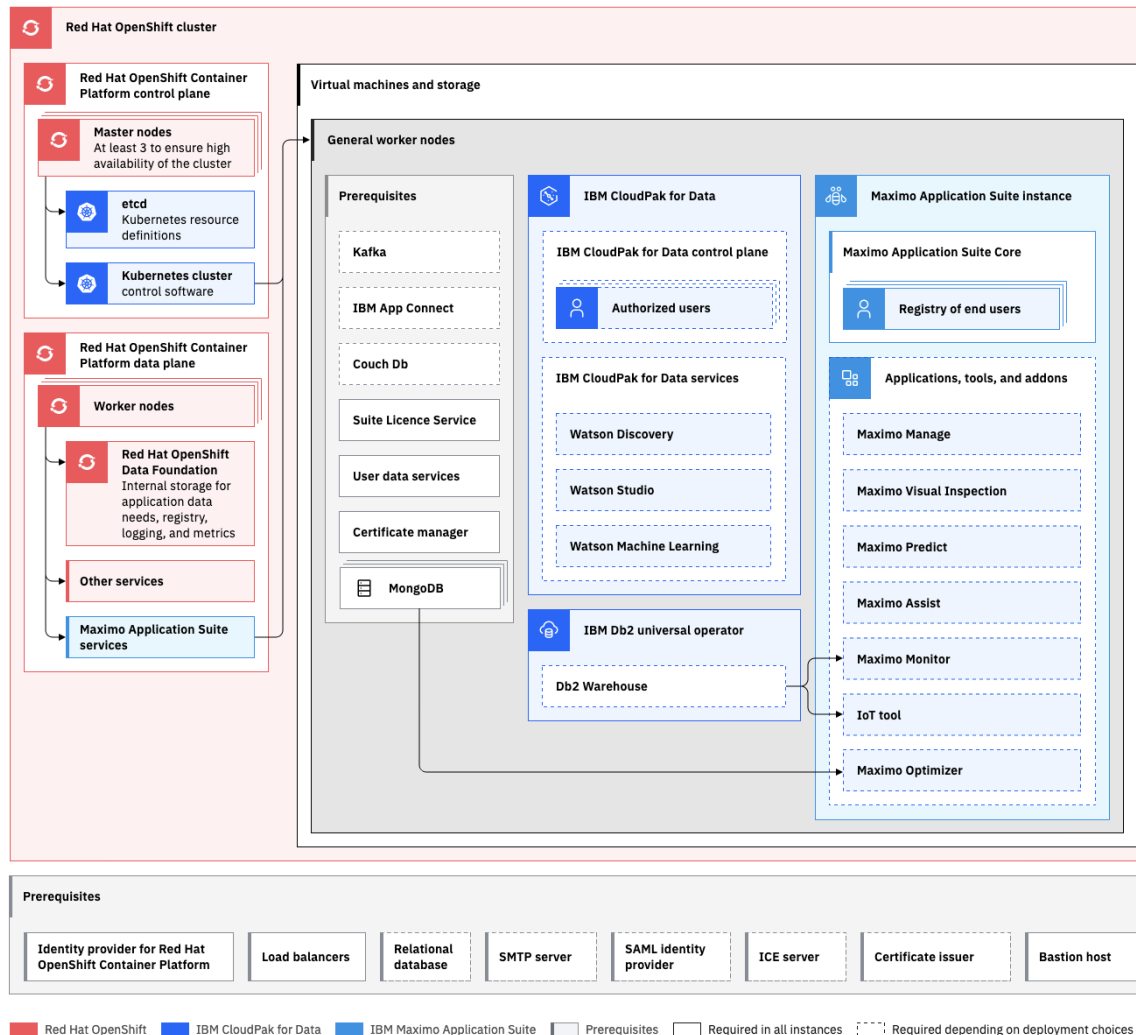 Red Hat OpenShift cluster
Red Hat OpenShift Container
Platform control plane
Master nodes
At least 3 to ensure high
availability of the cluster
etcd
Kubernetes resource
definitions
Kubernetes cluster
control software
Red Hat OpenShift Container
Platform data plane
Worker nodes
Red Hat OpenShift
Data Foundation
Internal storage for
application data
needs, registry,
logging, and metrics
Other services
Maximo Application Suite
services
Virtual machines and storage
General worker nodes
Prerequisites
Kafka
IBM App Connect
Couch Db
Suite Licence Service
User data services
Certificate manager
MongoDB
IBM CloudPak for Data
IBM CloudPak for Data control plane
Authorized users
IBM CloudPak for Data services
Watson Discovery
Watson Studio
Watson Machine Learning
IBM Db2 universal operator
Db2 Warehouse
Maximo Application Suite instance
Maximo Application Suite Core
Registry of end users
Applications, tools, and addons
Maximo Manage
Maximo Visual Inspection
Maximo Predict
Maximo Assist
Maximo Monitor
IoT tool
Maximo Optimizer
Prerequisites
Identity provider for Red Hat
OpenShift Container Platform
Load balancers
Relational
database
SMTP server
SAML identity
provider
ICE server
Certificate issuer
Bastion host
Red Hat OpenShift
IBM CloudPak for Data
IBM Maximo Application Suite
Prerequisites
Required in all instances
Required depending on deployment choices